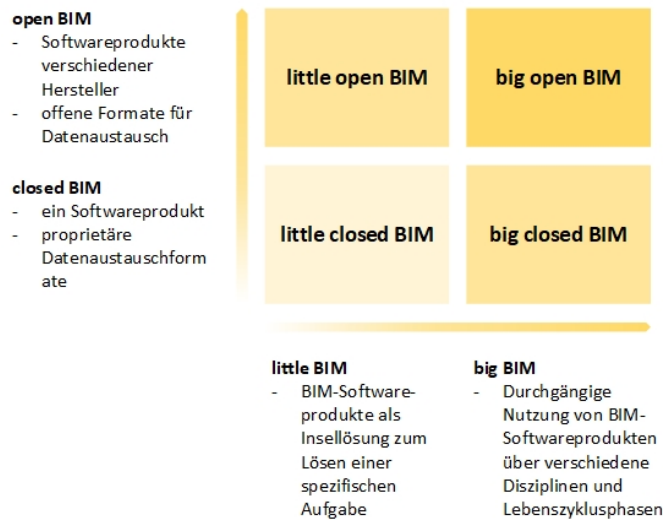 open BIM
- Softwareprodukte
verschiedener
Hersteller
- offene Formate für
Datenaustausch
closed BIM
- ein Softwareprodukt
- proprietäre
Datenaustauschform
ate
little open BIM
big open BIM
little closed BIM
big closed BIM
little BIM
- BIM-Software-
produkte als
Insellösung zum
Lösen einer
spezifischen
Aufgabe
big BIM
- Durchgängige
Nutzung von BIM-
Softwareprodukten
über verschiedene
Disziplinen und
Lebenszyklusphasen